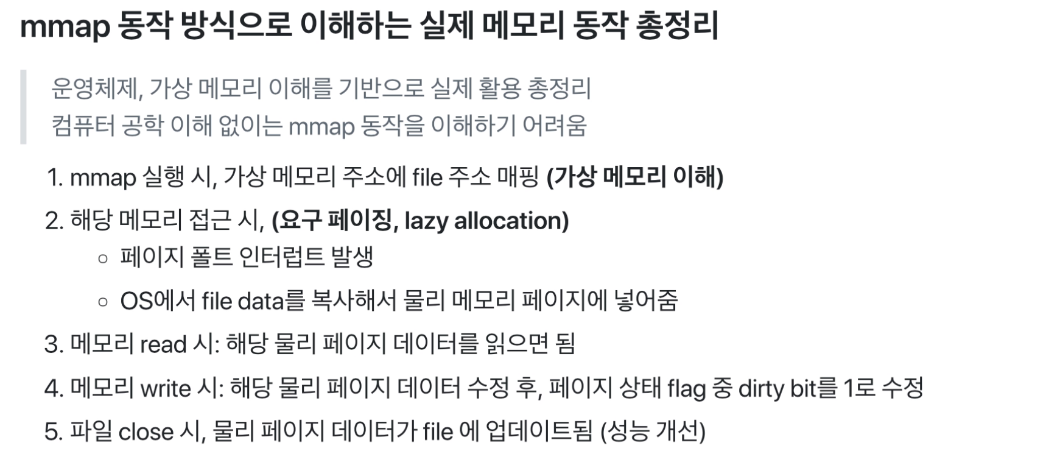 mmap 동작 방식으로 이해하는 실제 메모리 동작 총정리
운영체제, 가상 메모리 이해를 기반으로 실제 활용 총정리
컴퓨터 공학 이해 없이는 mmap 동작을 이해하기 어려움
1. mmap 실행 시, 가상 메모리 주소에 file 주소 매핑 (가상 메모리 이해)
2. 해당 메모리 접근 시, (요구 페이징, lazy allocation)
○ 페이지 폴트 인터럽트 발생
○ OS에서 file data를 복사해서 물리 메모리 페이지에 넣어줌
3. 메모리 read 시: 해당 물리 페이지 데이터를 읽으면 됨
4. 메모리 write 시: 해당 물리 페이지 데이터 수정 후, 페이지 상태 flag 중 dirty bit를 1로 수정
5. 파일 close 시, 물리 페이지 데이터가 file 에 업데이트됨 (성능 개선)